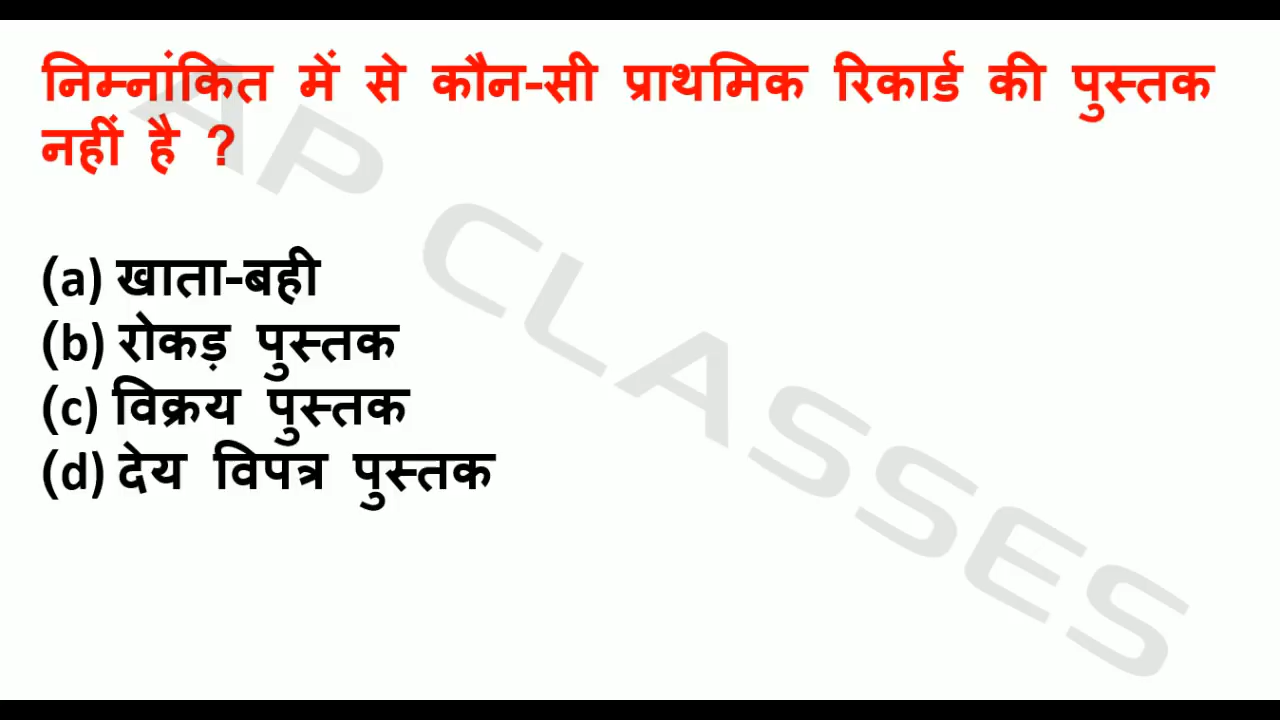 निम्नांकित में से कौन-सी प्राथमिक रिकार्ड की पुस्तक
नहीं है ?
(a) खाता-बही
(b) रोकड़ पुस्तक
(c) विक्रय पुस्तक
(d) देय विपत्र पुस्तक
AP CLASSES